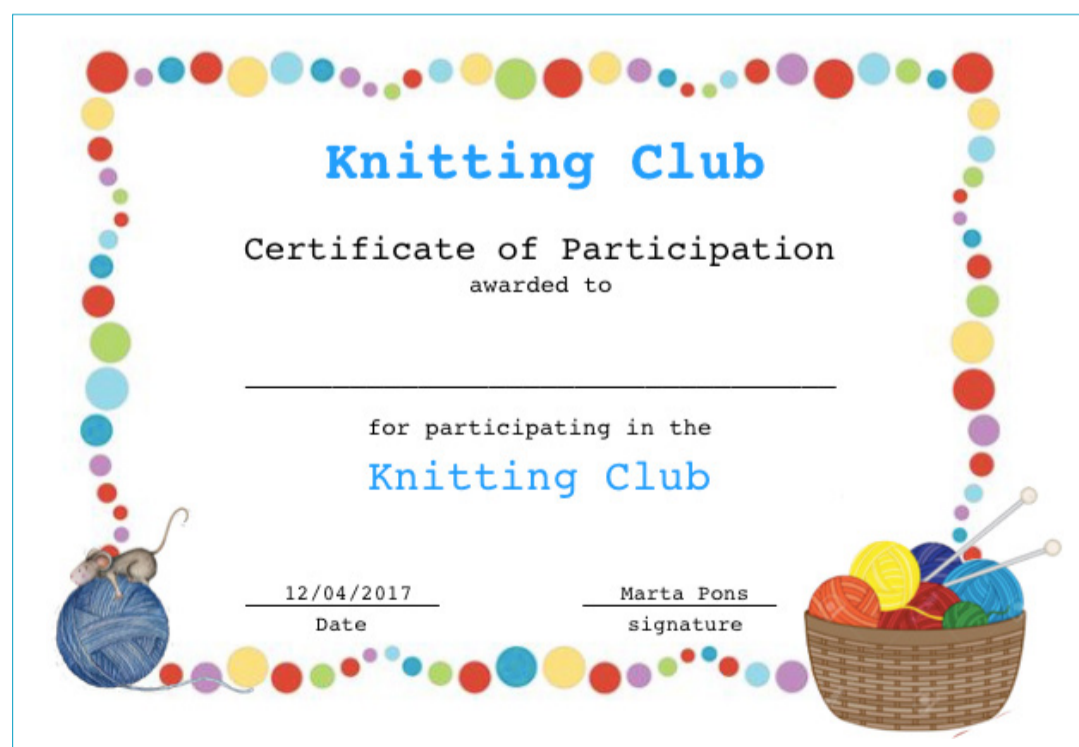 Knitting Club
Certificate of Participation
awarded to
for participating in the
Knitting Club
12/04/2017 Marta Pons
Date signature